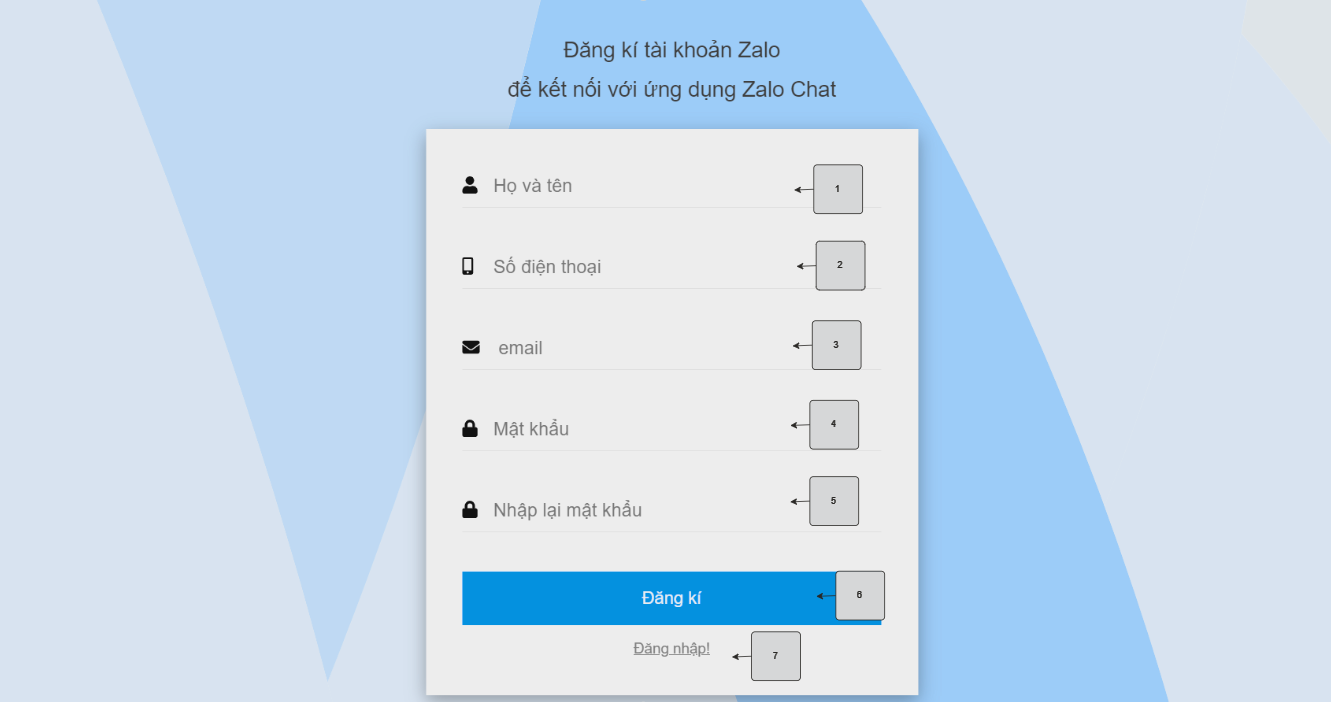 Đăng kí tài khoản Zalo
để kết nối với ứng dụng Zalo Chat
Họ và tên
1
Số điện thoại
2
email
3
Mật khẩu
4
Nhập lại mật khẩu
5
Đăng kí
6
Đăng nhập!
7